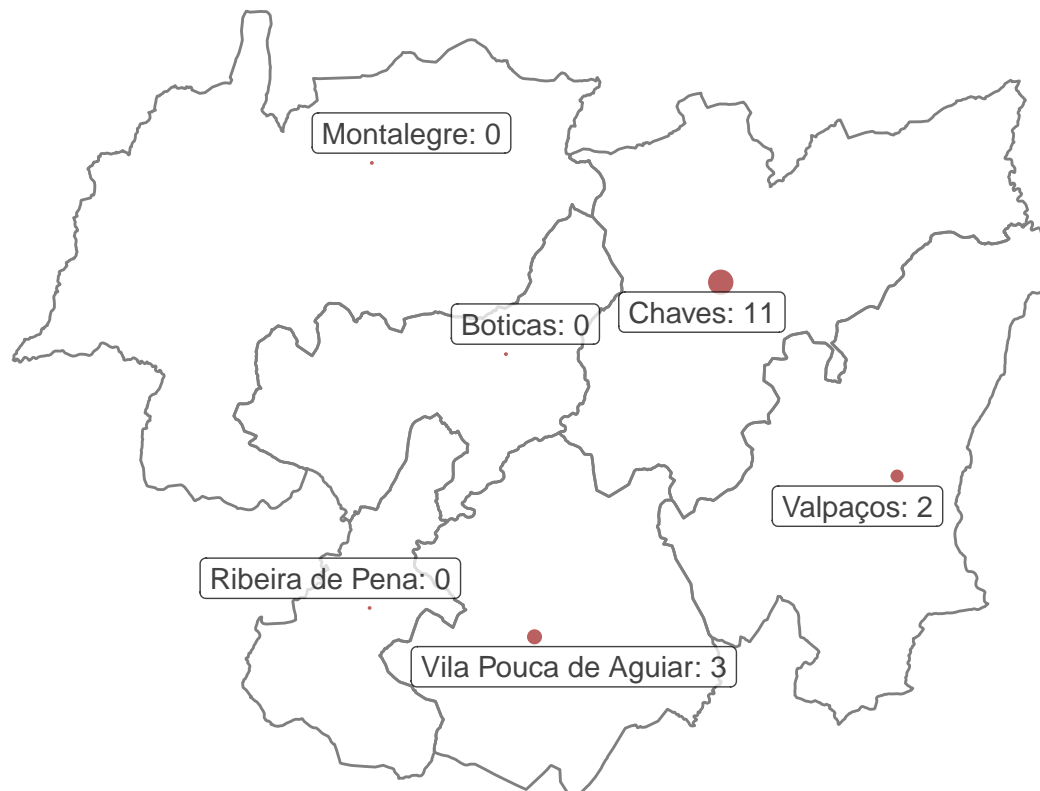 Montalegre: 0
Chaves: 11
Boticas: 0
Valpaços: 2
Ribeira de Pena: 0
Vila Pouca de Aguiar: 3